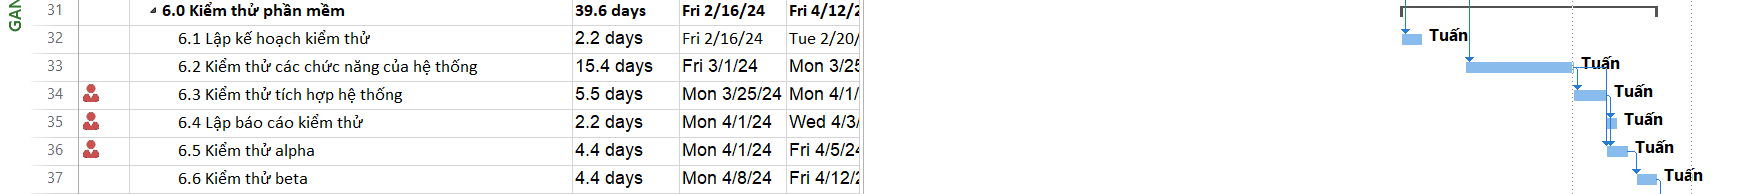 GAN
31 6.0 Kiểm thử phần mềm 39.6 days Fri 2/16/24 Fri 4/12/2
32 6.1 Lập kế hoạch kiểm thử 2.2 days Fri 2/16/24 Tue 2/20/ Tuấn
33 6.2 Kiểm thử các chức năng của hệ thống 15.4 days Fri 3/1/24 Mon 3/25 Tuấn
34 6.3 Kiểm thử tích hợp hệ thống 5.5 days Mon 3/25/24 Mon 4/1/ Tuấn
35 6.4 Lập báo cáo kiểm thử 2.2 days Mon 4/1/24 Wed 4/3/ Tuấn
36 6.5 Kiểm thử alpha 4.4 days Mon 4/1/24 Fri 4/5/24 Tuấn
37 6.6 Kiểm thử beta 4.4 days Mon 4/8/24 Fri 4/12/2 Tuấn